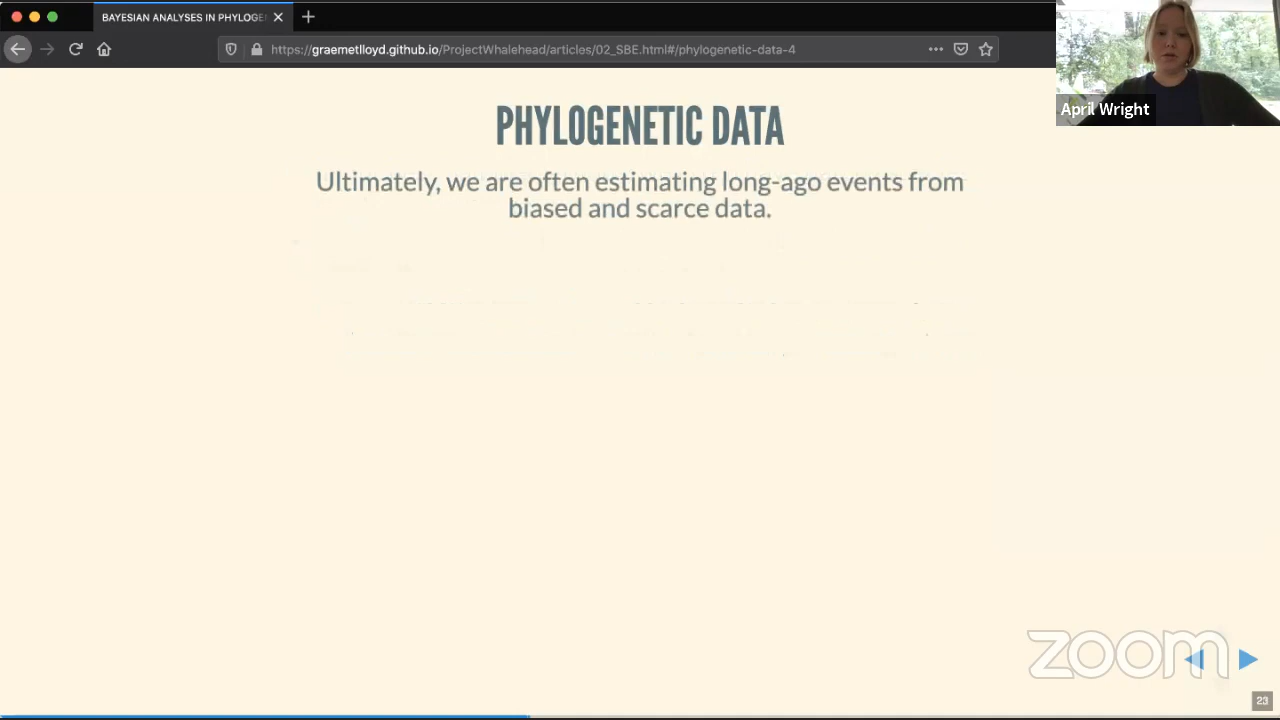 BAYESIAN ANALYSES IN PHYLOGE
https://graemetlloyd.github.io/ProjectWhalehead/articles/02_SBE.html#/phylogenetic-data-4
April Wright
PHYLOGENETIC DATA
Ultimately, we are often estimating long-ago events from
biased and scarce data.
zoom